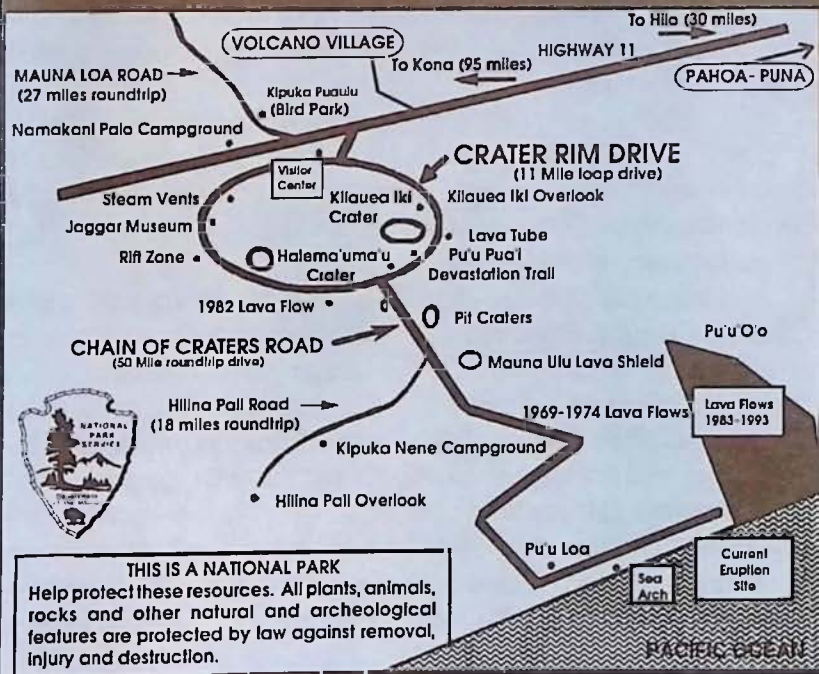 To Hilo (30 miles)
VOLCANO VILLAGE
HIGHWAY 11
To Kona (95 miles)
MAUNA LOA ROAD
(27 miles roundtrip)
PAHOA- PUNA
Kipuka Puaulu
(Bird Park)
Namakani Paio Campground
CRATER RIM DRIVE
(11 Mile loop drive)
Visitor
Center
Steam Vents
Kilauea Iki
Crater
Kilauea Iki Overlook
Jaggar Museum
Lava Tube
Rift Zone
Halema'uma'u
Crater
Pu'u Pua'i
Devastation Trail
1982 Lava Flow
Pit Craters
Pu'u O'o
CHAIN OF CRATERS ROAD
(50 Mile roundtrip drive)
Mauna Ulu Lava Shield
Hilina Pali Road
(18 miles roundtrip)
1969-1974 Lava Flows
Lava Flows
1983-1993
NATIONAL
PARK
SERVICE
Kipuka Nene Campground
Hilina Pali Overlook
Pu'u Loa
Sea
Arch
Current
Eruption
Site
THIS IS A NATIONAL PARK
Help protect these resources. All plants, animals,
rocks and other natural and archeological
features are protected by law against removal,
injury and destruction.
PACIFIC OCEAN